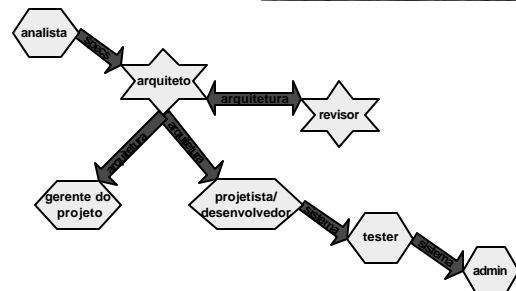 analista
specs
arquiteto
arquitetura
revisor
arquitetura
arquitetura
gerente do
projeto
projetista/
desenvolvedor
sistema
tester
sistema
admin